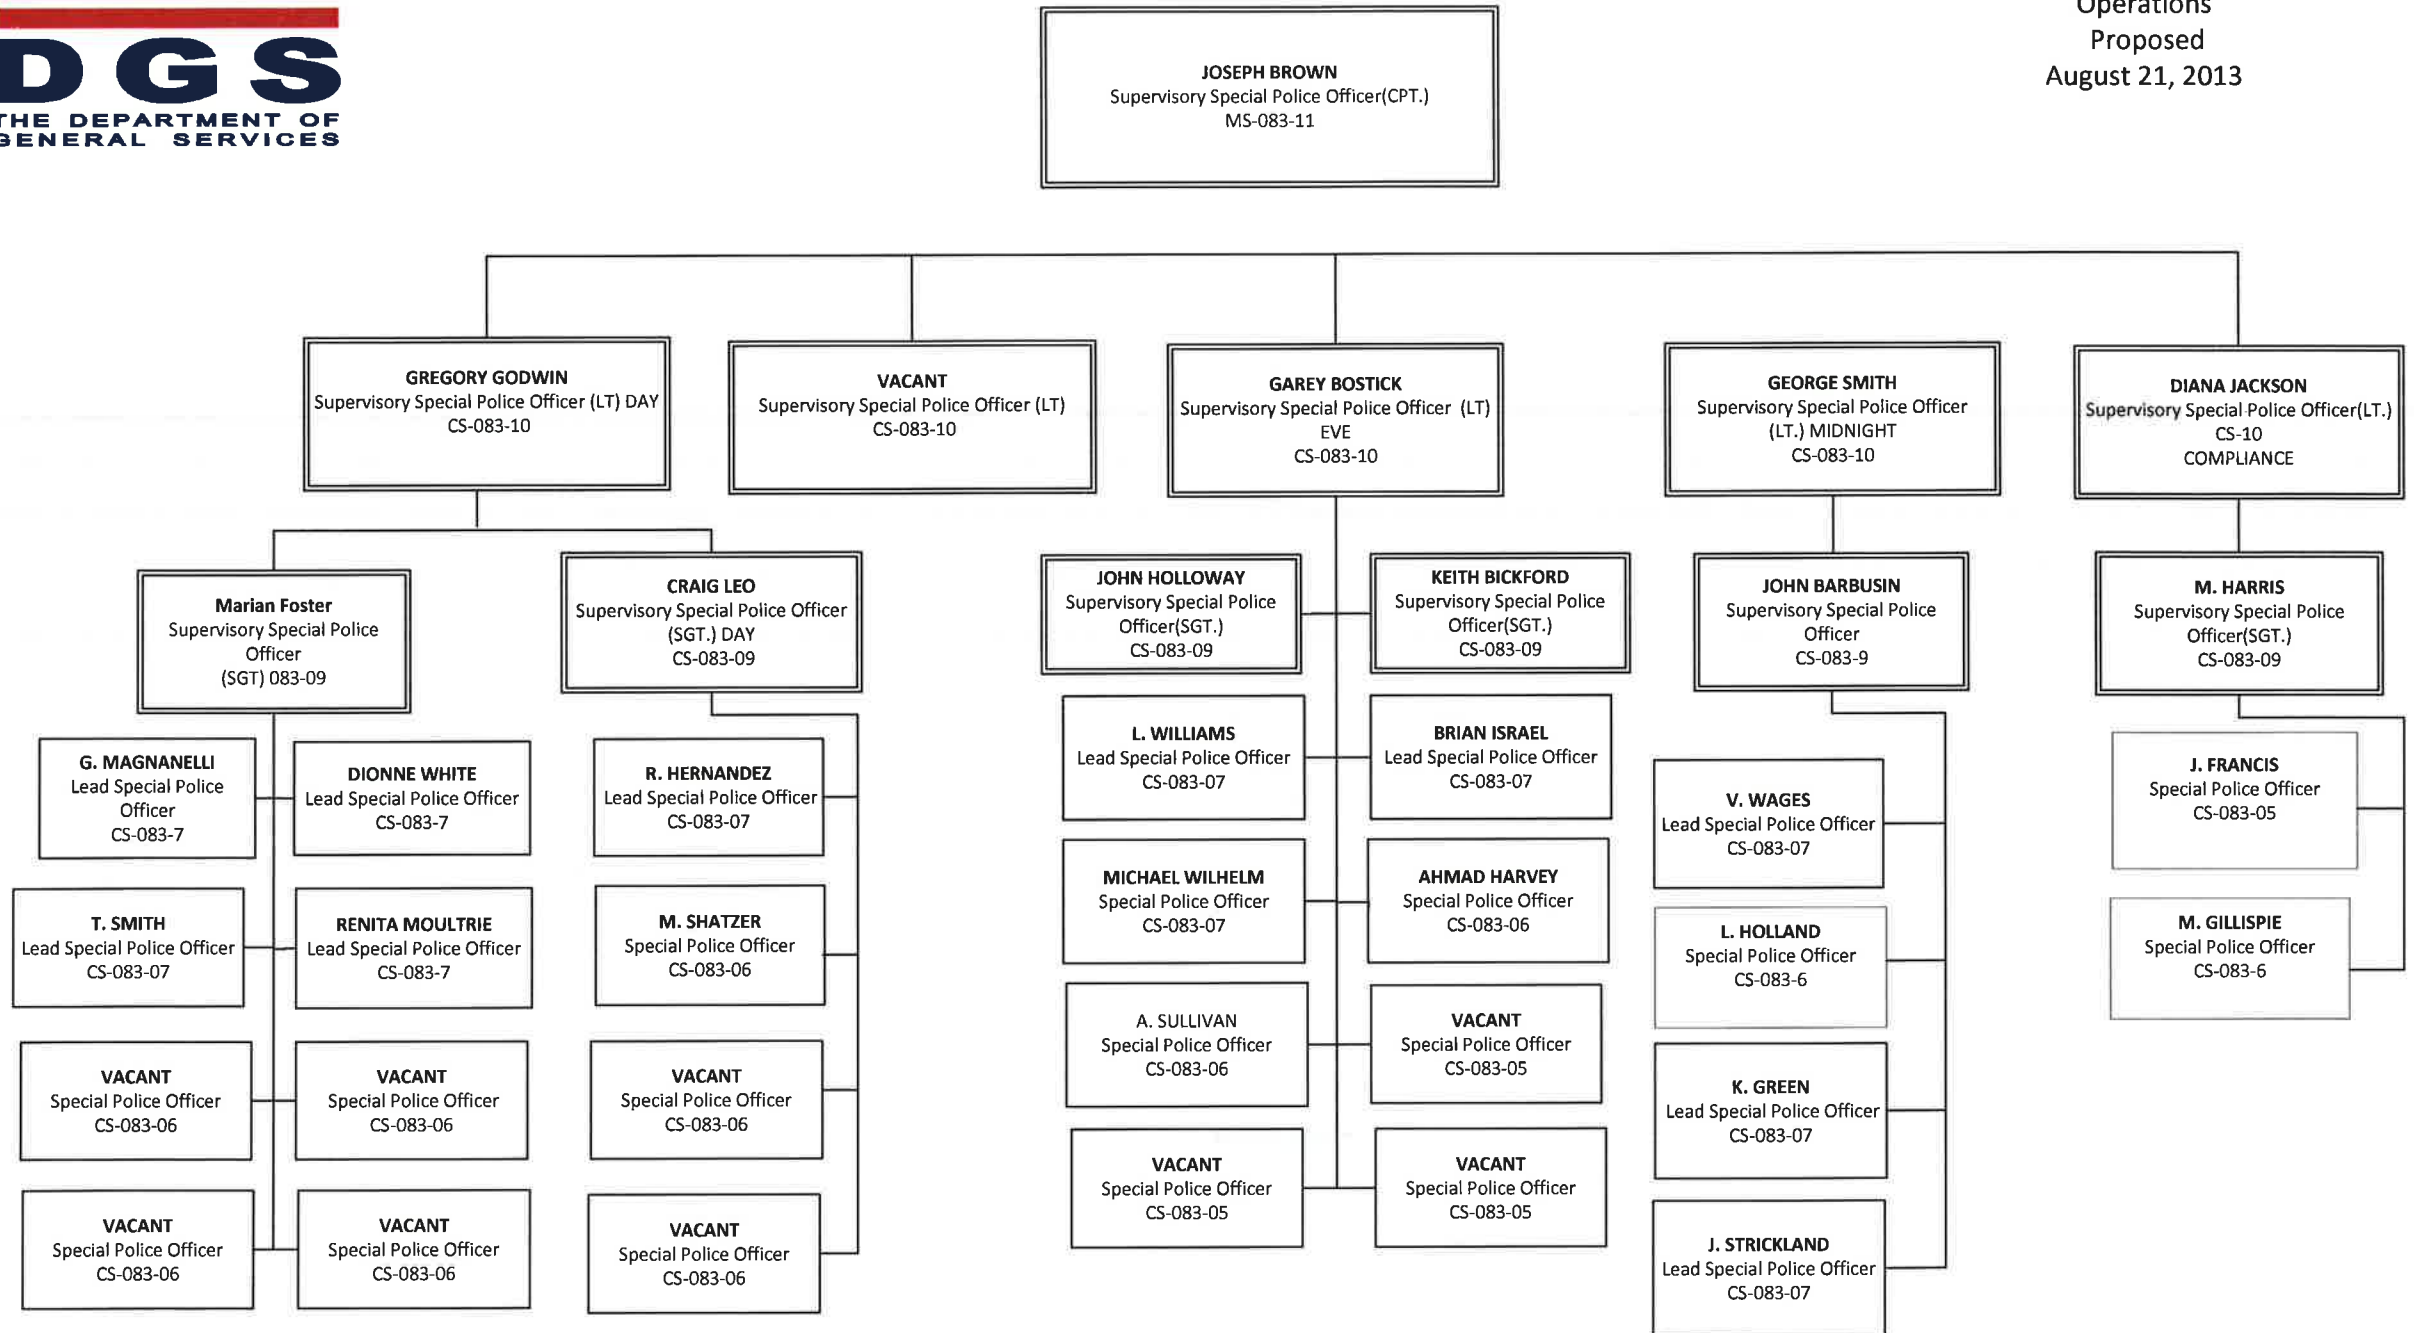 DGS
THE DEPARTMENT OF
GENERAL SERVICES
Operations
Proposed
August 21, 2013
JOSEPH BROWN
Supervisory Special Police Officer(CPT.)
MS-083-11
GREGORY GODWIN
Supervisory Special Police Officer (LT) DAY
CS-083-10
VACANT
Supervisory Special Police Officer (LT)
CS-083-10
GAREY BOSTICK
Supervisory Special Police Officer (LT)
EVE
CS-083-10
GEORGE SMITH
Supervisory Special Police Officer
(LT.) MIDNIGHT
CS-083-10
DIANA JACKSON
Supervisory Special Police Officer(LT.)
CS-10
COMPLIANCE
Marian Foster
Supervisory Special Police
Officer
(SGT) 083-09
CRAIG LEO
Supervisory Special Police Officer
(SGT.) DAY
CS-083-09
JOHN HOLLOWAY
Supervisory Special Police
Officer(SGT.)
CS-083-09
KEITH BICKFORD
Supervisory Special Police
Officer(SGT.)
CS-083-09
JOHN BARBUSIN
Supervisory Special Police
Officer
CS-083-9
M. HARRIS
Supervisory Special Police
Officer(SGT.)
CS-083-09
G. MAGNANELLI
Lead Special Police
Officer
CS-083-7
DIONNE WHITE
Lead Special Police Officer
CS-083-7
R. HERNANDEZ
Lead Special Police Officer
CS-083-07
L. WILLIAMS
Lead Special Police Officer
CS-083-07
BRIAN ISRAEL
Lead Special Police Officer
CS-083-07
V. WAGES
Lead Special Police Officer
CS-083-07
J. FRANCIS
Special Police Officer
CS-083-05
T. SMITH
Lead Special Police Officer
CS-083-07
RENITA MOULTRIE
Lead Special Police Officer
CS-083-7
M. SHATZER
Special Police Officer
CS-083-06
MICHAEL WILHELM
Special Police Officer
CS-083-07
AHMAD HARVEY
Special Police Officer
CS-083-06
L. HOLLAND
Special Police Officer
CS-083-6
M. GILLISPIE
Special Police Officer
CS-083-6
VACANT
Special Police Officer
CS-083-06
VACANT
Special Police Officer
CS-083-06
VACANT
Special Police Officer
CS-083-06
A. SULLIVAN
Special Police Officer
CS-083-06
VACANT
Special Police Officer
CS-083-05
K. GREEN
Lead Special Police Officer
CS-083-07
VACANT
Special Police Officer
CS-083-06
VACANT
Special Police Officer
CS-083-06
VACANT
Special Police Officer
CS-083-06
VACANT
Special Police Officer
CS-083-05
VACANT
Special Police Officer
CS-083-05
J. STRICKLAND
Lead Special Police Officer
CS-083-07